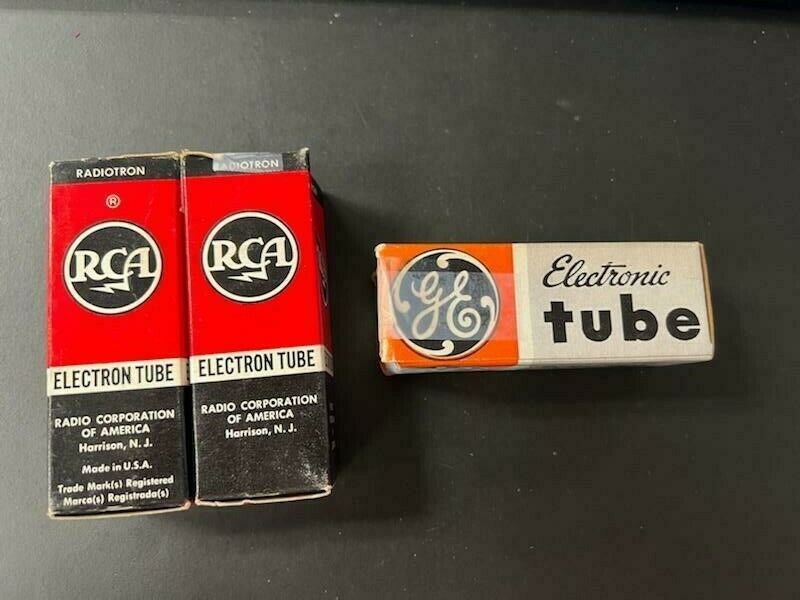 RADIOTRON
®
RCA
ELECTRON TUBE
RADIO CORPORATION
OF AMERICA
Harrison, N. J.
Made in U.S.A.
Trade Mark(s) Registered
Marca(s) Registrada(s)
RADIOTRON
RCA
ELECTRON TUBE
RADIO CORPORATION
OF AMERICA
Harrison, N. J.
GE
Electronic
tube